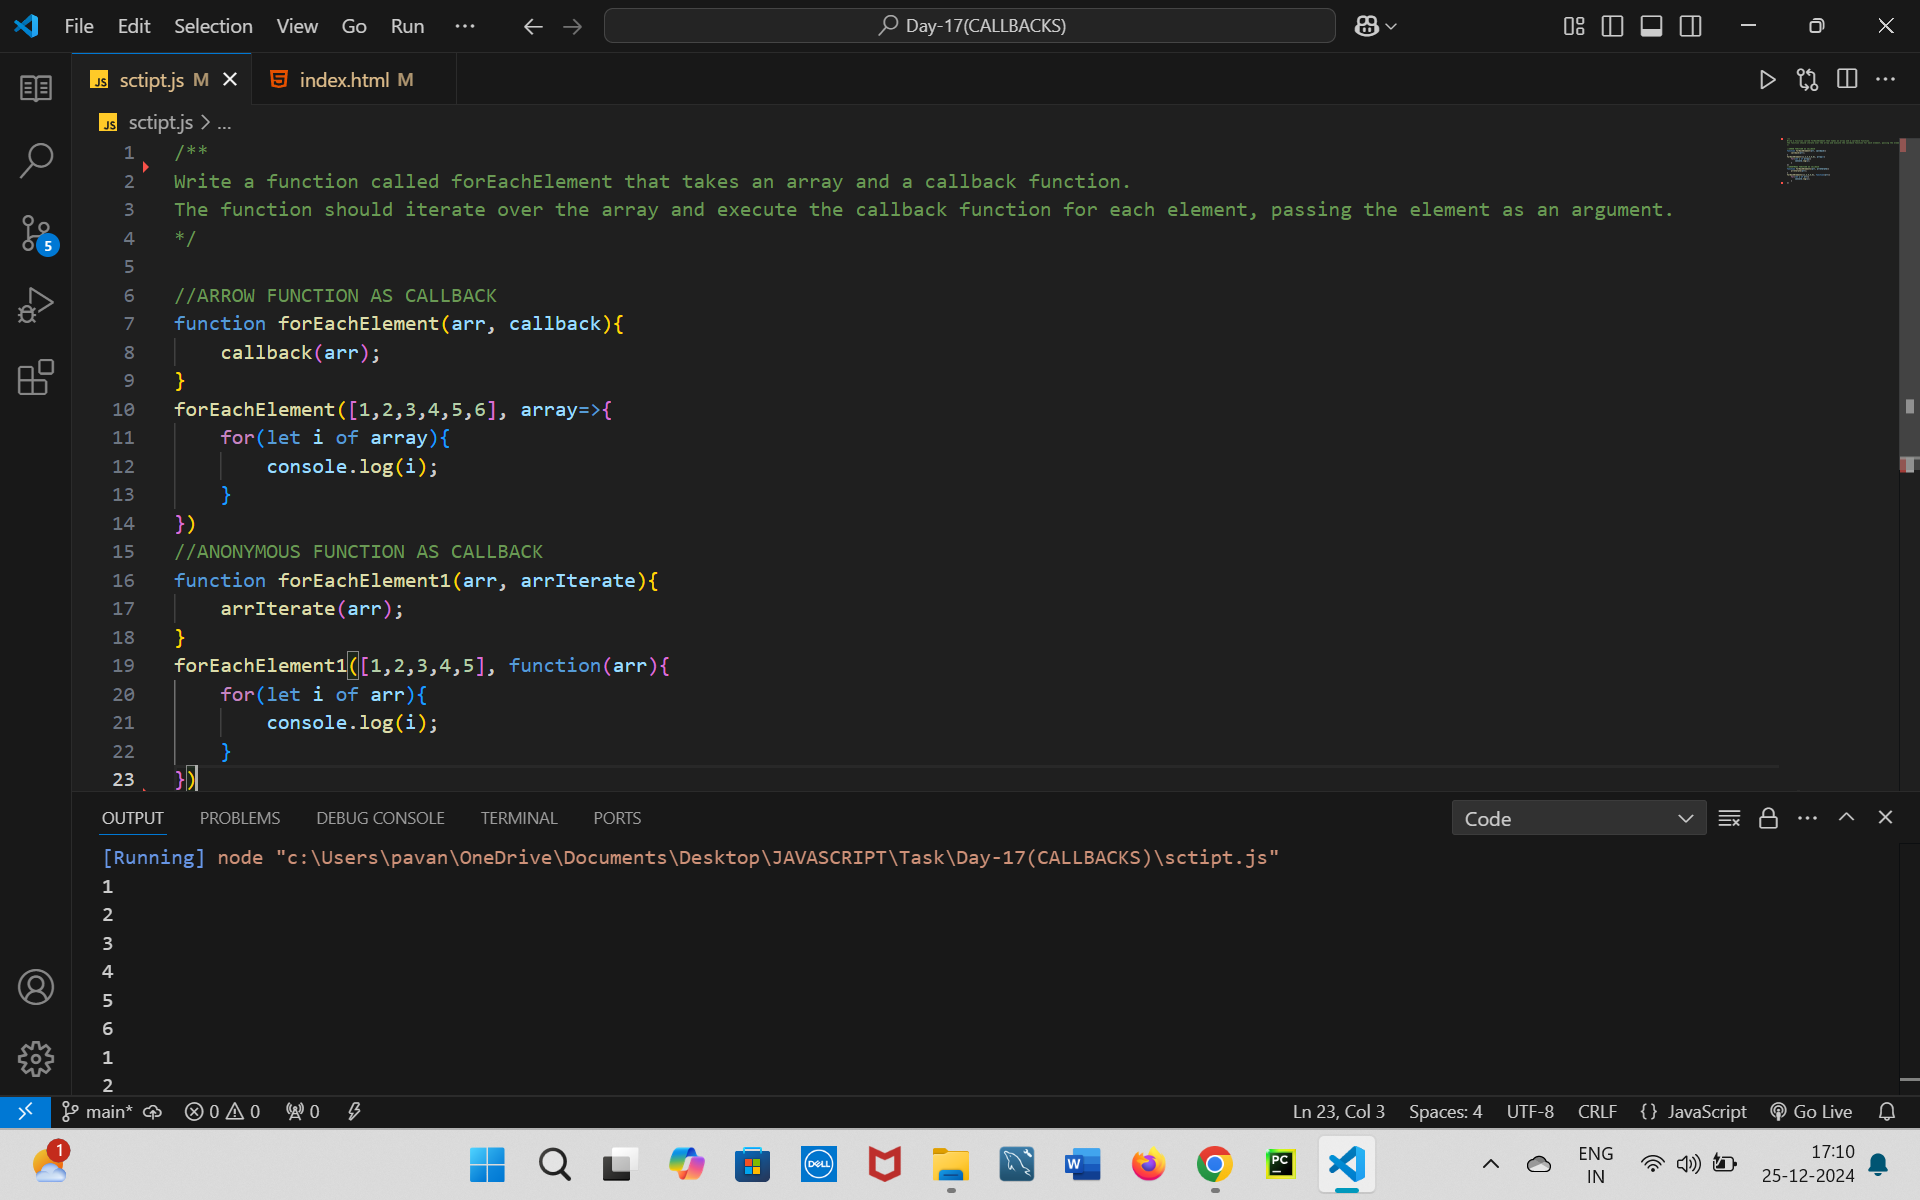 File Edit Selection View Go Run ... Day-17(CALLBACKS)
JS sctipt.js M index.html M
JS sctipt.js > ...
1 /**
2 Write a function called forEachElement that takes an array and a callback function.
3 The function should iterate over the array and execute the callback function for each element, passing the element as an argument.
4 */
5
6 //ARROW FUNCTION AS CALLBACK
7 function forEachElement(arr, callback){
8     callback(arr);
9 }
10 forEachElement([1,2,3,4,5,6], array=>{
11     for(let i of array){
12         console.log(i);
13     }
14 })
15 //ANONYMOUS FUNCTION AS CALLBACK
16 function forEachElement1(arr, arrIterate){
17     arrIterate(arr);
18 }
19 forEachElement1([1,2,3,4,5], function(arr){
20     for(let i of arr){
21         console.log(i);
22     }
23 })
5
OUTPUT PROBLEMS DEBUG CONSOLE TERMINAL PORTS Code
[Running] node "c:\Users\pavan\OneDrive\Documents\Desktop\JAVASCRIPT\Task\Day-17(CALLBACKS)\sctipt.js"
1
2
3
4
5
6
1
2
main* 0 0 0 Ln 23, Col 3 Spaces: 4 UTF-8 CRLF {} JavaScript Go Live
1 DELL W PC ENG 17:10
IN 25-12-2024